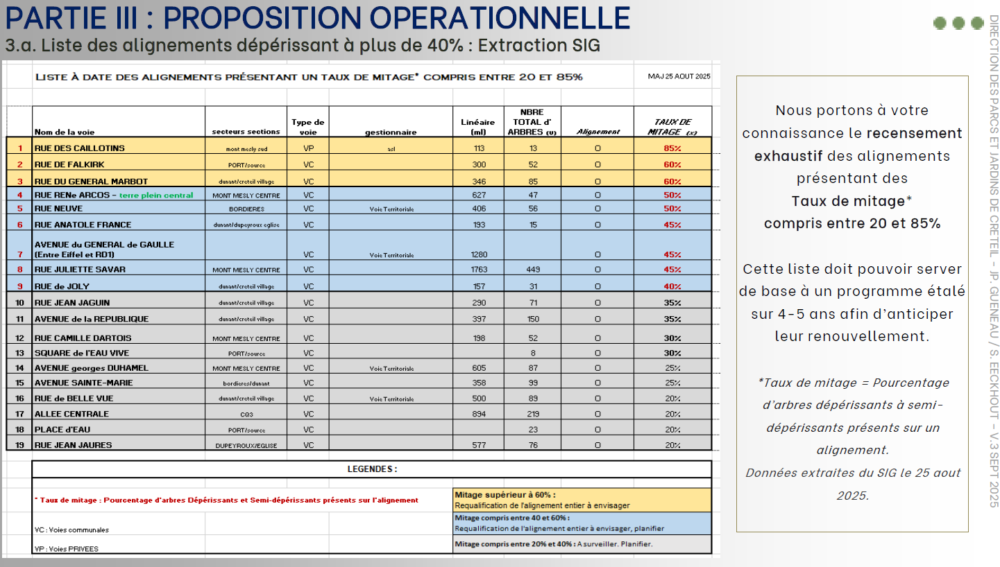 PARTIE III : PROPOSITION OPERATIONNELLE
3.a. Liste des alignements dépérissant à plus de 40% : Extraction SIG
LISTE À DATE DES ALIGNEMENTS PRÉSENTANT UN TAUX DE MITAGE* COMPRIS ENTRE 20 ET 85% MAJ 25 AOUT 2025
Nom de la voie secteurs sections Type de voie gestionnaire Linéaire (ml) NBRE TOTAL d' ARBRES (u) Alignement TAUX DE MITAGE (%)
1 RUE DES CAILLOTINS mont mesly sud VP asl 113 13 O 85%
2 RUE DE FALKIRK PORT/source VC 300 52 O 60%
3 RUE DU GENERAL MARBOT dunant/creteil village VC 346 85 O 60%
4 RUE RENe ARCOS - terre plein central MONT MESLY CENTRE VC 627 47 O 50%
5 RUE NEUVE BORDIERES VC Voie Territoriale 406 56 O 50%
6 RUE ANATOLE FRANCE dunant/dupeyroux eglise VC 193 15 O 45%
AVENUE du GENERAL de GAULLE
7 (Entre Eiffel et RD1) VC Voie Territoriale 1280 O 45%
8 RUE JULIETTE SAVAR MONT MESLY CENTRE VC 1763 449 O 45%
9 RUE de JOLY dunant/creteil village VC 157 31 O 40%
10 RUE JEAN JAGUIN dunant/creteil village VC 290 71 O 35%
11 AVENUE de la REPUBLIQUE dunant/creteil village VC 397 150 O 35%
12 RUE CAMILLE DARTOIS MONT MESLY CENTRE VC 198 52 O 30%
13 SQUARE de l'EAU VIVE PORT/source VC 8 O 30%
14 AVENUE georges DUHAMEL MONT MESLY CENTRE VC Voie Territoriale 605 87 O 25%
15 AVENUE SAINTE-MARIE bordieres/dunant VC 358 99 O 25%
16 RUE de BELLE VUE dunant/creteil village VC Voie Territoriale 500 89 O 20%
17 ALLEE CENTRALE CQ3 VC 894 219 O 20%
18 PLACE d'EAU PORT/source VC 23 O 20%
19 RUE JEAN JAURES DUPEYROUX/EGLISE VC 577 76 O 20%
LEGENDES :
* Taux de mitage : Pourcentage d'arbres Dépérissants et Semi-dépérissants présents sur l'alignement
VC : Voies communales
VP : Voies PRIVEES
Mitage supérieur à 60% :
Requalification de l'alignement entier à envisager
Mitage compris entre 40 et 60% :
Requalification de l'alignement entier à envisager, planifier
Mitage compris entre 20% et 40% : A surveiller. Planifier.
Nous portons à votre
connaissance le recensement
exhaustif des alignements
présentant des
Taux de mitage*
compris entre 20 et 85%
Cette liste doit pouvoir server
de base à un programme étalé
sur 4-5 ans afin d'anticiper
leur renouvellement.
*Taux de mitage = Pourcentage
d'arbres dépérissants à semi-
dépérissants présents sur un
alignement.
Données extraites du SIG le 25 aout
2025.
DIRECTION DES PARCS ET JARDINS DE CRETEIL - JP. GUENEAU / S. EECKHOUT - V.3 SEPT 2025